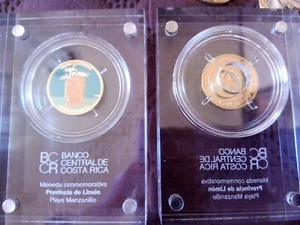 BC CR BANCO
CENTRAL DE
COSTA RICA
Moneda conmemorativa
Provincia de Limón
Playa Manzanillo
BC CR BANCO
CENTRAL DE
COSTA RICA
Moneda conmemorativa
Provincia de Limón
Playa Manzanillo